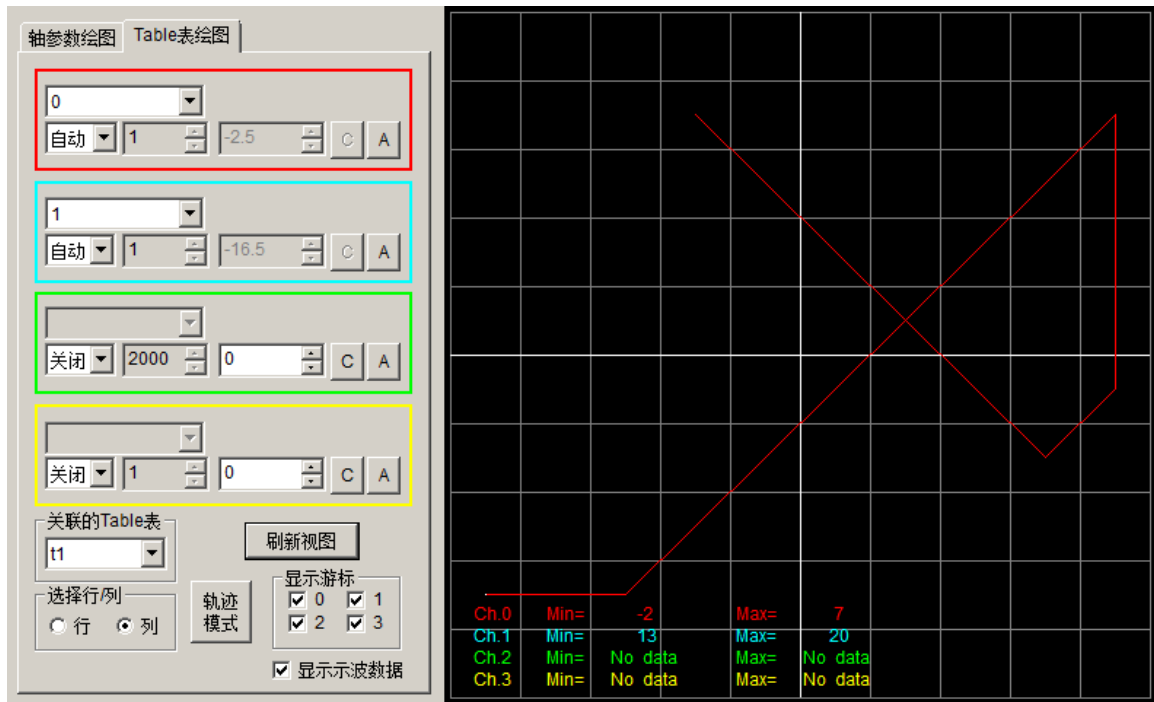 轴参数绘图 Table表绘图
0
自动 1 -2.5 C A
1
自动 1 -16.5 C A
关闭 2000 0 C A
关闭 1 0 C A
关联的Table表
t1
刷新视图
选择行/列
行 列
轨迹
模式
显示游标
0 1
2 3
显示示波数据
Ch.0 Min= -2 Max= 7
Ch.1 Min= 13 Max= 20
Ch.2 Min= No data Max= No data
Ch.3 Min= No data Max= No data